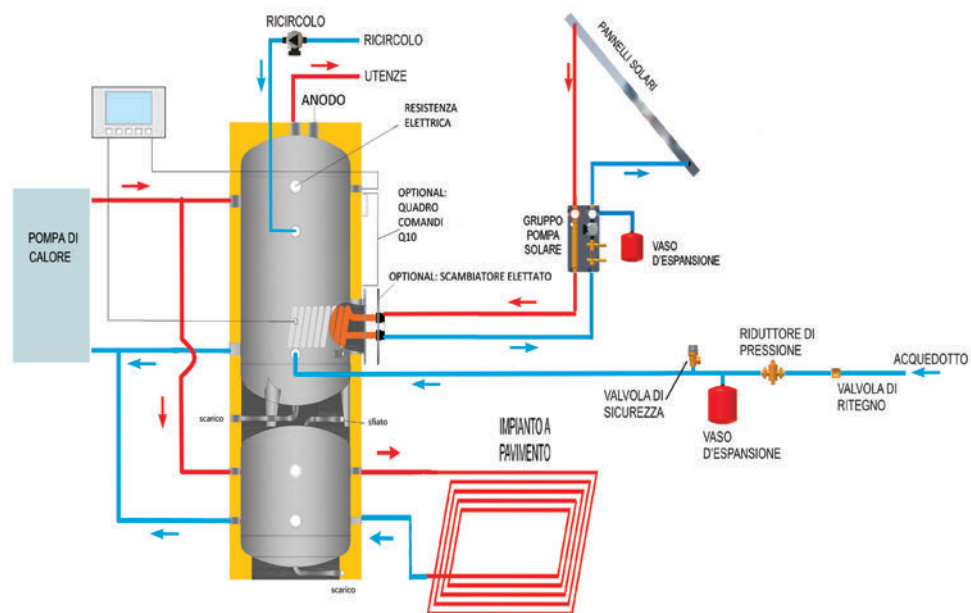 RICIRCOLO
RICIRCOLO
UTENZE
ANODO
RESISTENZA
ELETTRICA
PANNELLI SOLARI
OPTIONAL:
QUADRO
COMANDI
Q10
POMPA DI
CALORE
GRUPPO
POMPA
SOLARE
VASO
D'ESPANSIONE
OPTIONAL: SCAMBIATORE ELETTATO
RIDUTTORE DI
PRESSIONE
ACQUEDOTTO
VALVOLA DI
SICUREZZA
VALVOLA DI
RITEGNO
VASO
D'ESPANSIONE
scarico
sfiato
IMPIANTO A
PAVIMENTO
scarico